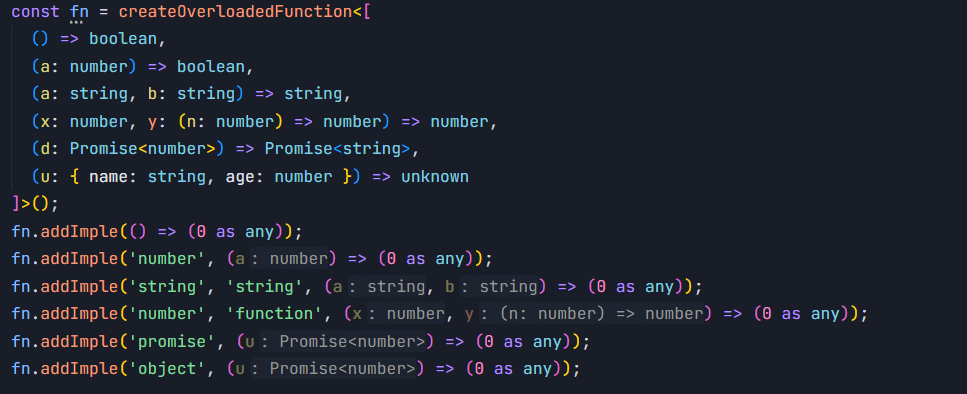 const fn = createOverloadedFunction<[
  () => boolean,
  (a: number) => boolean,
  (a: string, b: string) => string,
  (x: number, y: (n: number) => number) => number,
  (d: Promise<number>) => Promise<string>,
  (u: { name: string, age: number }) => unknown
]>();
fn.addImple(() => (0 as any));
fn.addImple('number', (a: number) => (0 as any));
fn.addImple('string', 'string', (a: string, b: string) => (0 as any));
fn.addImple('number', 'function', (x: number, y: (n: number) => number) => (0 as any));
fn.addImple('promise', (u: Promise<number>) => (0 as any));
fn.addImple('object', (u: Promise<number>) => (0 as any));